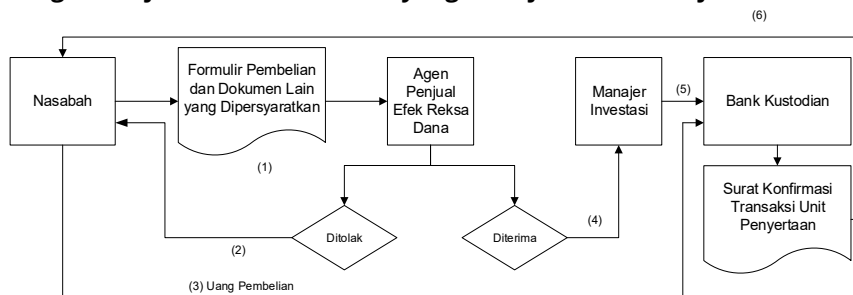 (6)
Nasabah
Formulir Pembelian
dan Dokumen Lain
yang Dipersyaratkan
Agen
Penjual
Efek Reksa
Dana
Manajer
Investasi
(5)
Bank Kustodian
(1)
Surat Konfirmasi
Transaksi Unit
Penyertaan
(2)
Ditolak
Diterima
(4)
(3) Uang Pembelian